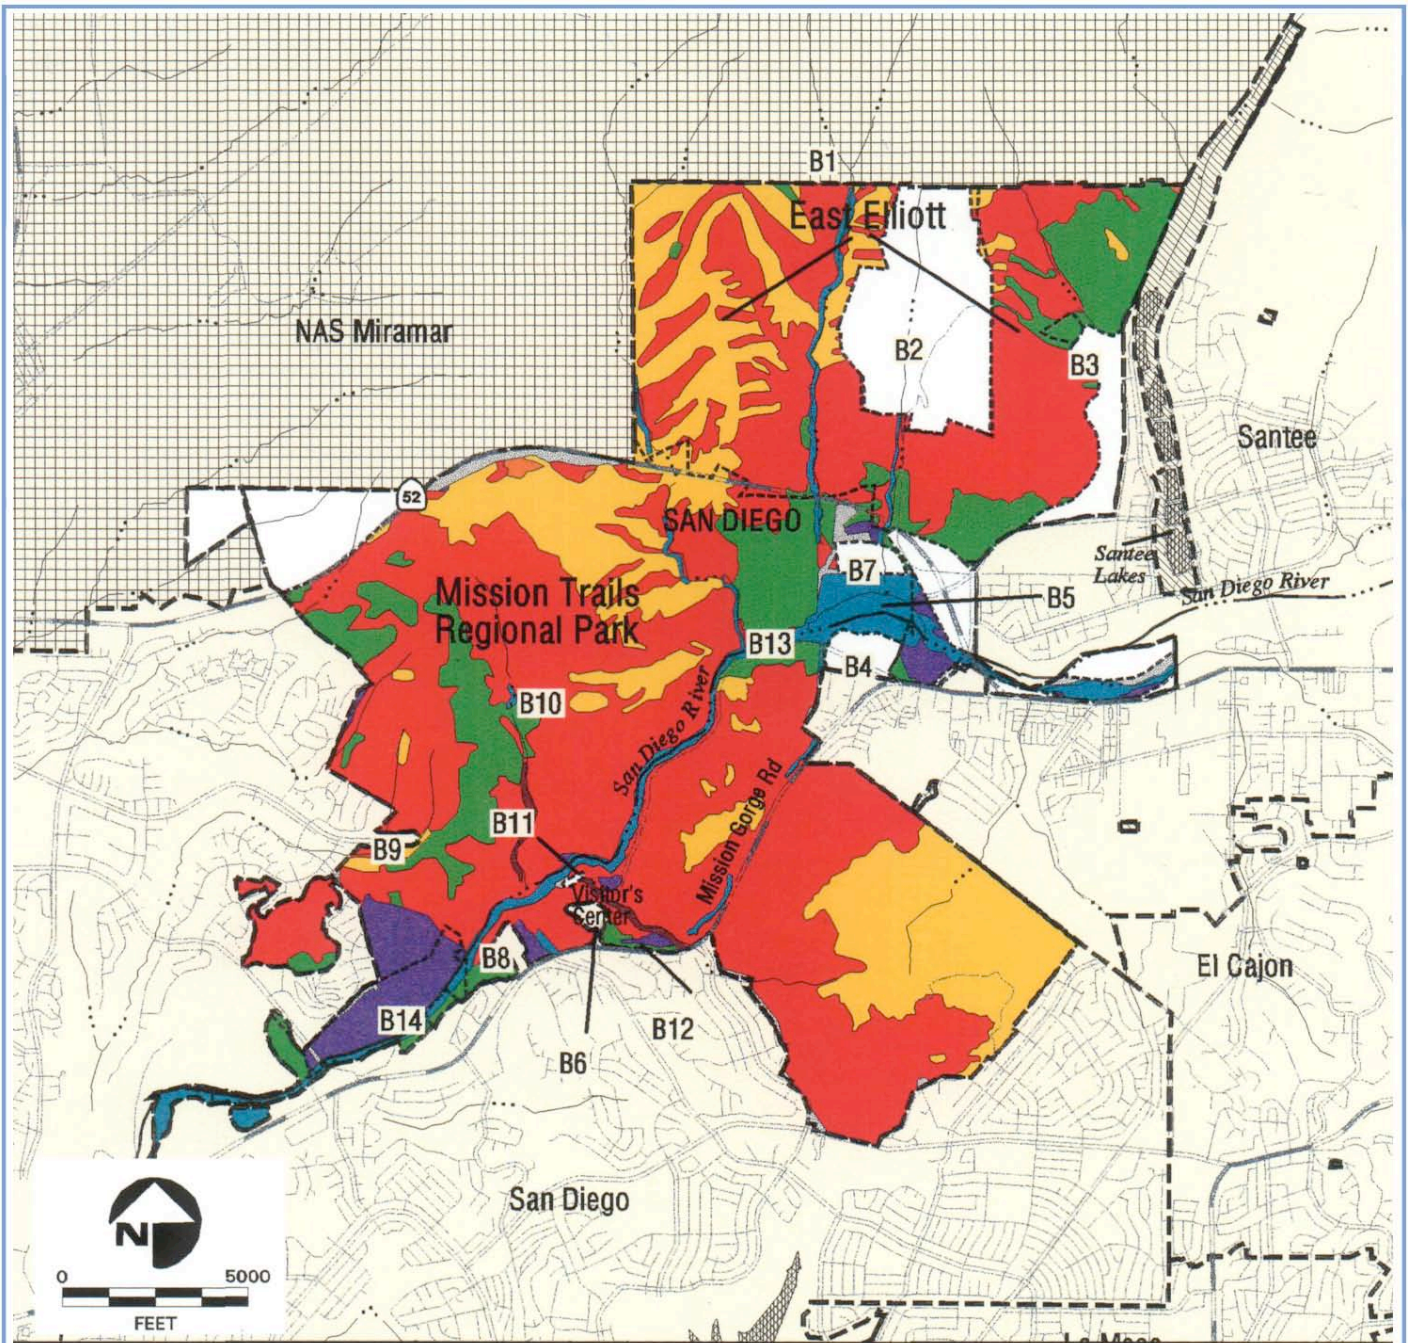 B1
East Elliott
NAS Miramar
B2
B3
Santee
52
SAN DIEGO
Santee
Lakes
San Diego River
B7
B5
Mission Trails
Regional Park
B13
B4
B10
San Diego River
Mission Gorge Rd
B11
B9
Visitor's
Center
B8
El Cajon
B14
B12
B6
San Diego
N
0 5000
FEET